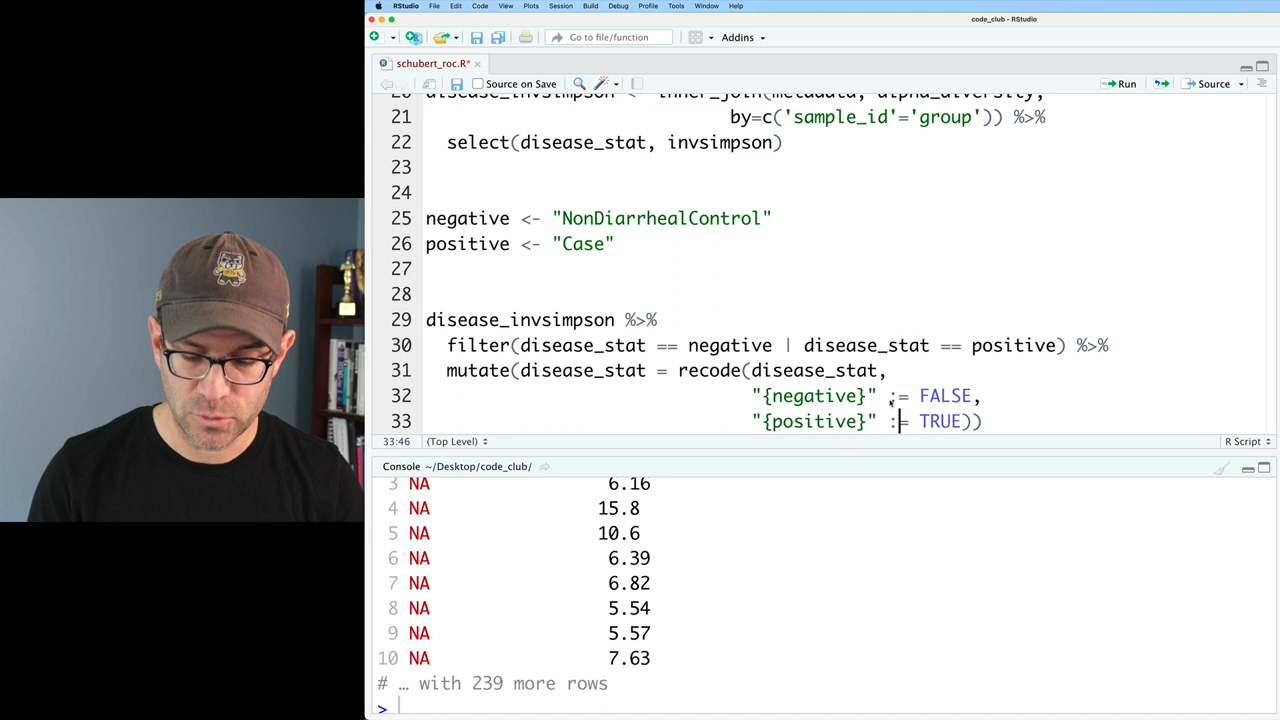 RStudio File Edit Code View Plots Session Build Debug Profile Tools Window Help
code_club - RStudio
Go to file/function Addins
schubert_roc.R*
Source on Save Run Source
20 disease_invsimpson <- inner_join(metadata, alpha_diversity,
21 by=c('sample_id'='group')) %>%
22 select(disease_stat, invsimpson)
23
24
25 negative <- "NonDiarrhealControl"
26 positive <- "Case"
27
28
29 disease_invsimpson %>%
30 filter(disease_stat == negative | disease_stat == positive) %>%
31 mutate(disease_stat = recode(disease_stat,
32 "{negative}" := FALSE,
33 "{positive}" := TRUE))
33:46 (Top Level) R Script
Console ~/Desktop/code_club/
3 NA 6.16
4 NA 15.8
5 NA 10.6
6 NA 6.39
7 NA 6.82
8 NA 5.54
9 NA 5.57
10 NA 7.63
# … with 239 more rows
>